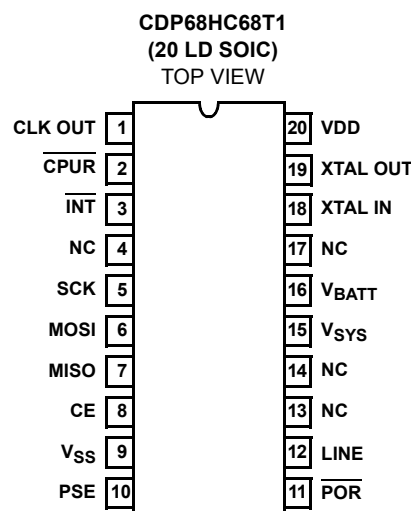 CDP68HC68T1
(20 LD SOIC)
TOP VIEW
CLK OUT 1 20 VDD
CPUR 2 19 XTAL OUT
INT 3 18 XTAL IN
NC 4 17 NC
SCK 5 16 VBATT
MOSI 6 15 VSYS
MISO 7 14 NC
CE 8 13 NC
VSS 9 12 LINE
PSE 10 11 POR